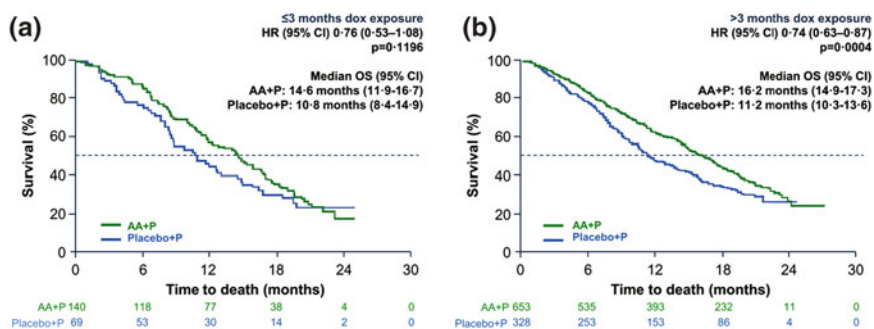 (a)
≤3 months dox exposure
HR (95% CI) 0·76 (0·53–1·08)
p=0·1196
Median OS (95% CI)
AA+P: 14·6 months (11·9-16·7)
Placebo+P: 10·8 months (8·4-14·9)
Survival (%)
100
80
60
40
20
0
AA+P
Placebo+P
0 6 12 18 24 30
Time to death (months)
AA+P 140 118 77 38 4 0
Placebo+P 69 53 30 14 2 0
(b)
>3 months dox exposure
HR (95% CI) 0·74 (0·63–0·87)
p=0·0004
Median OS (95% CI)
AA+P: 16·2 months (14·9-17·3)
Placebo+P: 11·2 months (10·3-13·6)
Survival (%)
100
80
60
40
20
0
AA+P
Placebo+P
0 6 12 18 24 30
Time to death (months)
AA+P 653 535 393 232 11 0
Placebo+P 328 253 153 86 4 0